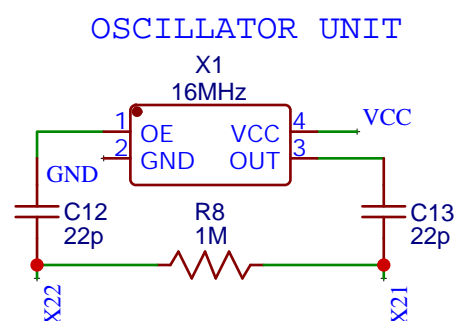 OSCILLATOR UNIT
X1
16MHz
1 OE VCC 4 VCC
2 GND OUT 3
GND
C12 R8 C13
22p 1M 22p
X22 X21